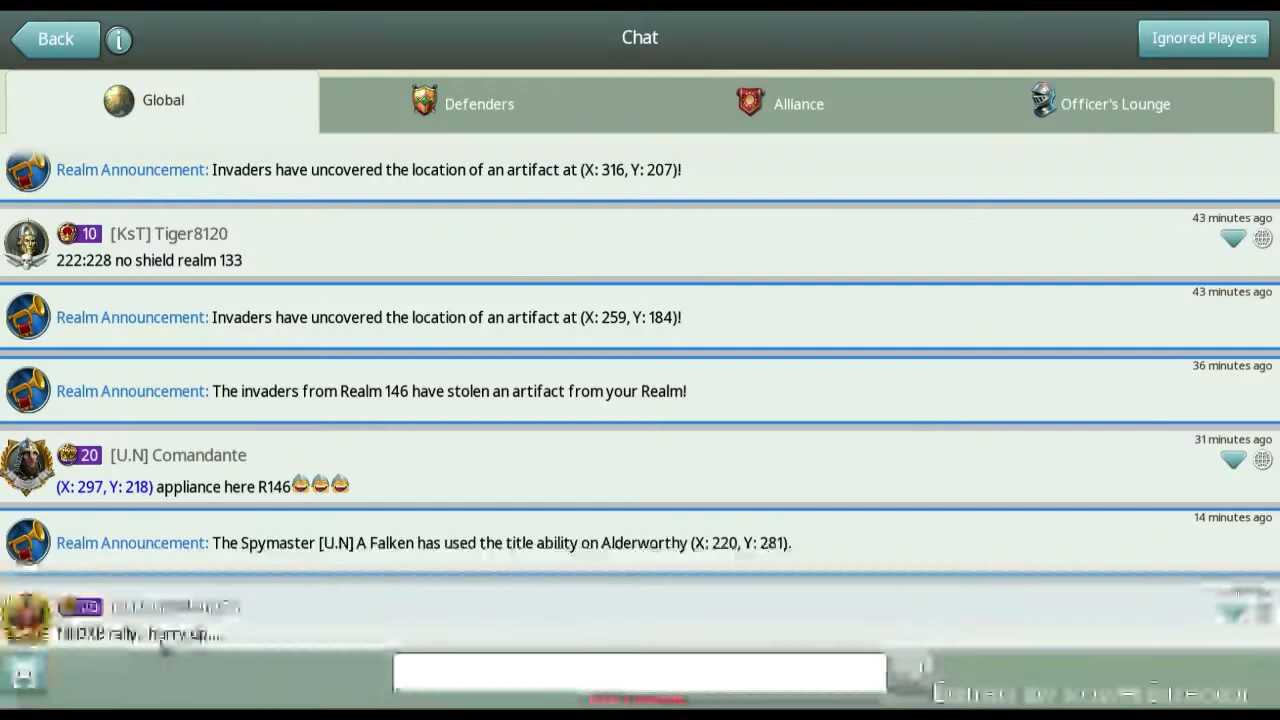 Back
Chat
Ignored Players
Global
Defenders
Alliance
Officer's Lounge
Realm Announcement: Invaders have uncovered the location of an artifact at (X: 316, Y: 207)!
43 minutes ago
10 [KsT] Tiger8120
222:228 no shield realm 133
43 minutes ago
Realm Announcement: Invaders have uncovered the location of an artifact at (X: 259, Y: 184)!
36 minutes ago
Realm Announcement: The invaders from Realm 146 have stolen an artifact from your Realm!
31 minutes ago
20 [U.N] Comandante
(X: 297, Y: 218) appliance here R146
14 minutes ago
Realm Announcement: The Spymaster [U.N] A Falken has used the title ability on Alderworthy (X: 220, Y: 281).
rally, hurry up...